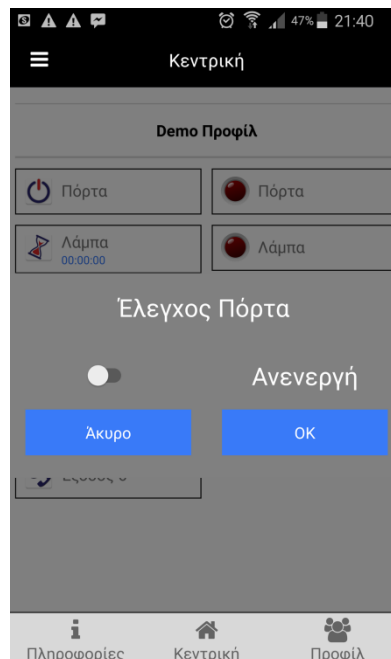 47% 21:40
Κεντρική
Demo Προφίλ
Πόρτα Πόρτα
Λάμπα Λάμπα
00:00:00
Έλεγχος Πόρτα
Ανενεργή
Άκυρο OK
Πληροφορίες Κεντρική Προφίλ